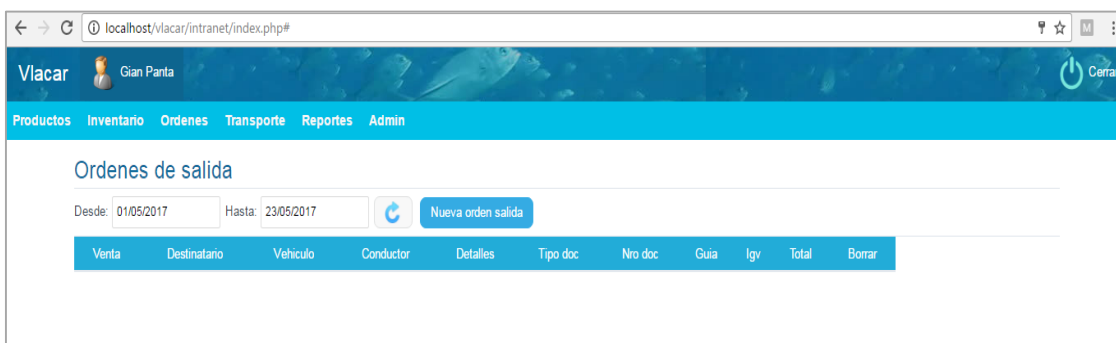 localhost/vlacar/intranet/index.php#
M
Vlacar Gian Panta Cerra
Productos Inventario Ordenes Transporte Reportes Admin
Ordenes de salida
Desde: 01/05/2017 Hasta: 23/05/2017 Nueva orden salida
Venta Destinatario Vehiculo Conductor Detalles Tipo doc Nro doc Guia Igv Total Borrar